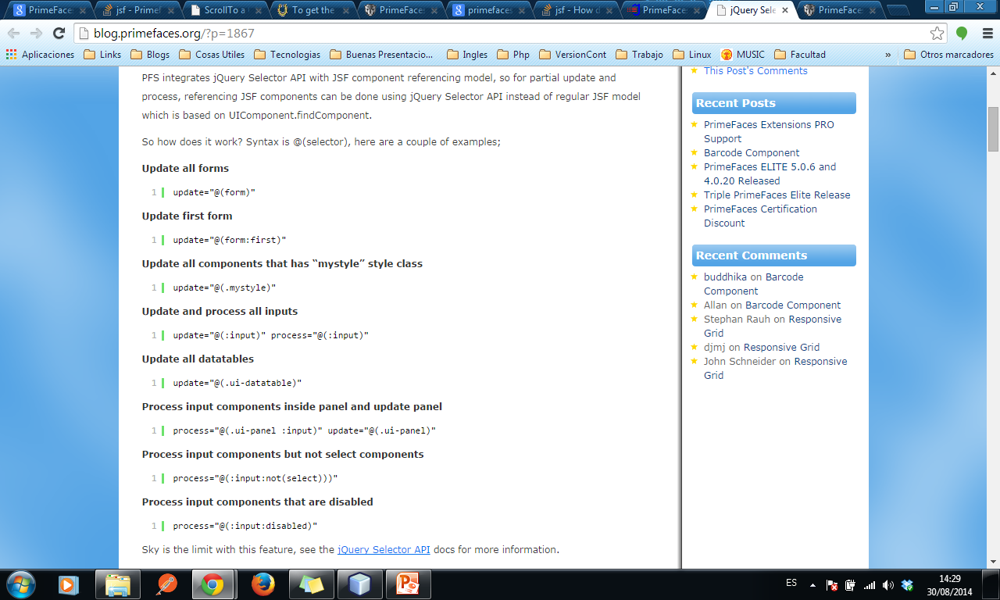 PrimeFaces
jsf - Primef
ScrollTo a
To get the
PrimeFaces
primefaces
jsf - How d
PrimeFaces
jQuery Sele
PrimeFaces
blog.primefaces.org/?p=1867
Aplicaciones Links Blogs Cosas Utiles Tecnologias Buenas Presentacio... Ingles Php VersionCont Trabajo Linux MUSIC Facultad » Otros marcadores
PFS integrates jQuery Selector API with JSF component referencing model, so for partial update and
process, referencing JSF components can be done using jQuery Selector API instead of regular JSF model
which is based on UIComponent.findComponent.
So how does it work? Syntax is @(selector), here are a couple of examples;
Update all forms
1 update="@(form)"
Update first form
1 update="@(form:first)"
Update all components that has “mystyle” style class
1 update="@(.mystyle)"
Update and process all inputs
1 update="@(:input)" process="@(:input)"
Update all datatables
1 update="@(.ui-datatable)"
Process input components inside panel and update panel
1 process="@(.ui-panel :input)" update="@(.ui-panel)"
Process input components but not select components
1 process="@(:input:not(select)))"
Process input components that are disabled
1 process="@(:input:disabled)"
Sky is the limit with this feature, see the jQuery Selector API docs for more information.
This Post's Comments
Recent Posts
PrimeFaces Extensions PRO
Support
Barcode Component
PrimeFaces ELITE 5.0.6 and
4.0.20 Released
Triple PrimeFaces Elite Release
PrimeFaces Certification
Discount
Recent Comments
buddhika on Barcode
Component
Allan on Barcode Component
Stephan Rauh on Responsive
Grid
djmj on Responsive Grid
John Schneider on Responsive
Grid
ES
14:29
30/08/2014